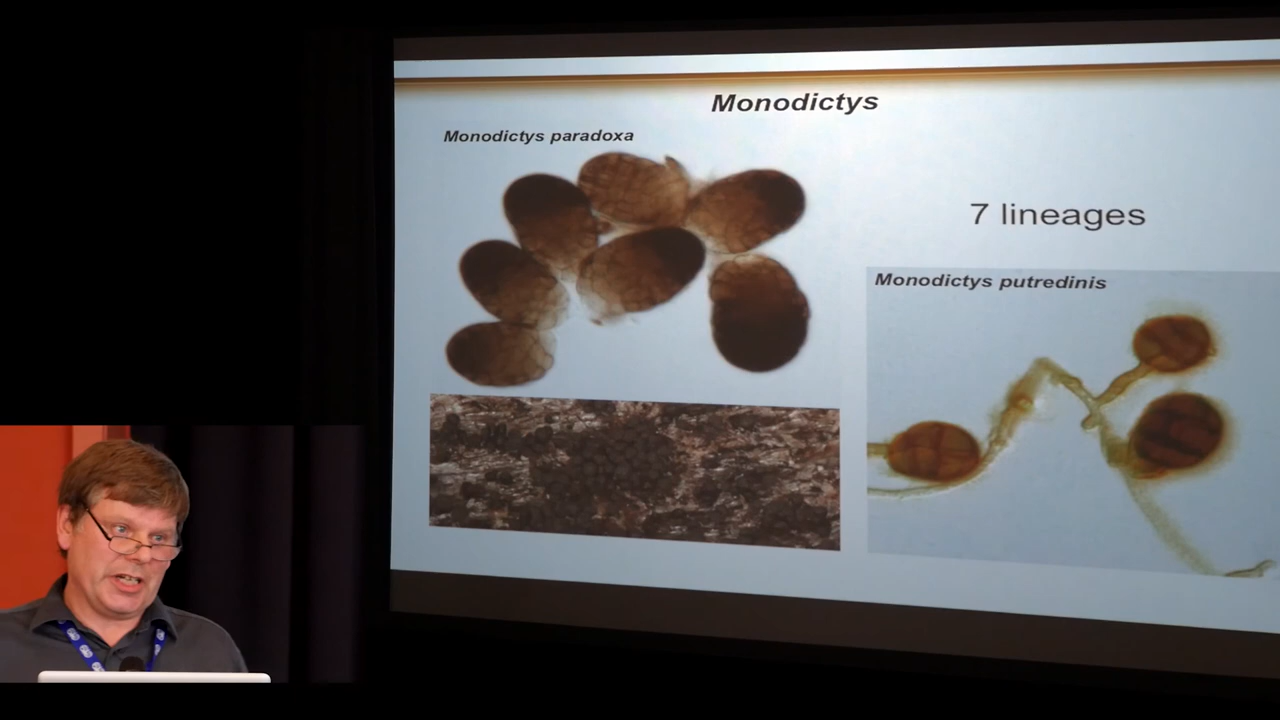 Monodictys
Monodictys paradoxa
7 lineages
Monodictys putredinis